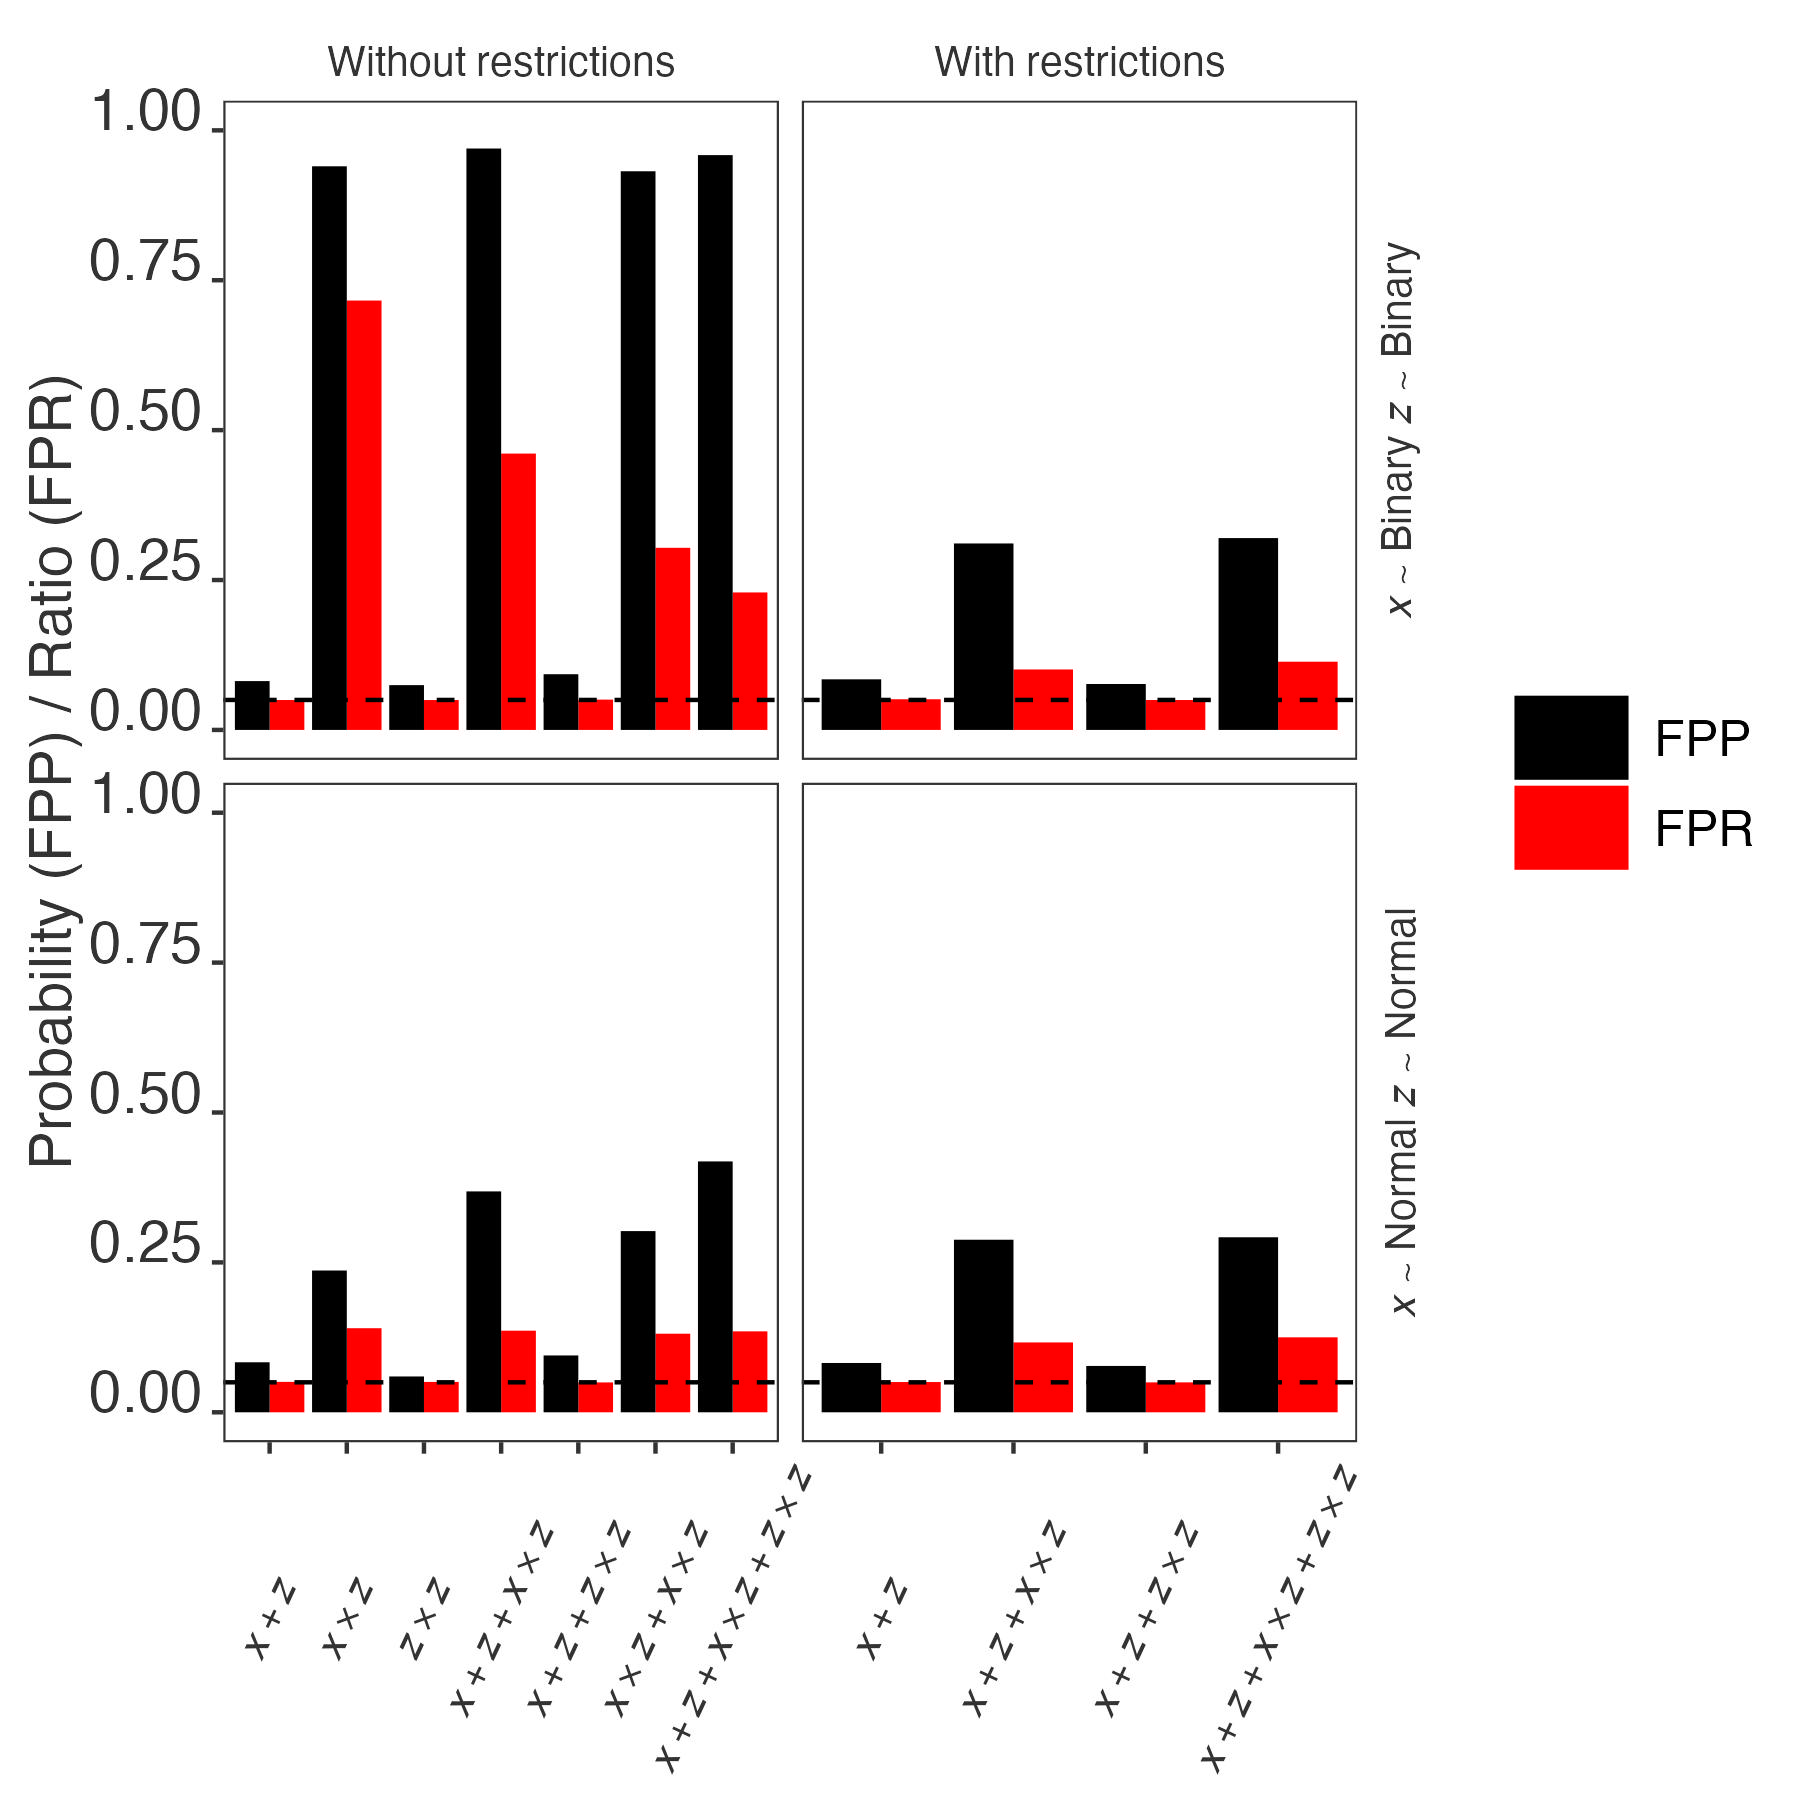 Without restrictions
With restrictions
Probability (FPP) / Ratio (FPR)
1.00
0.75
0.50
0.25
0.00
x ~ Binary z ~ Binary
1.00
0.75
0.50
0.25
0.00
x ~ Normal z ~ Normal
FPP
FPR
x + z
x × z
z × z
x + z + x × z
x + z + z × z
x × z + x × z
x + z + x × z + z × z
x + z
x + z + x × z
x + z + z × z
x + z + x × z + z × z